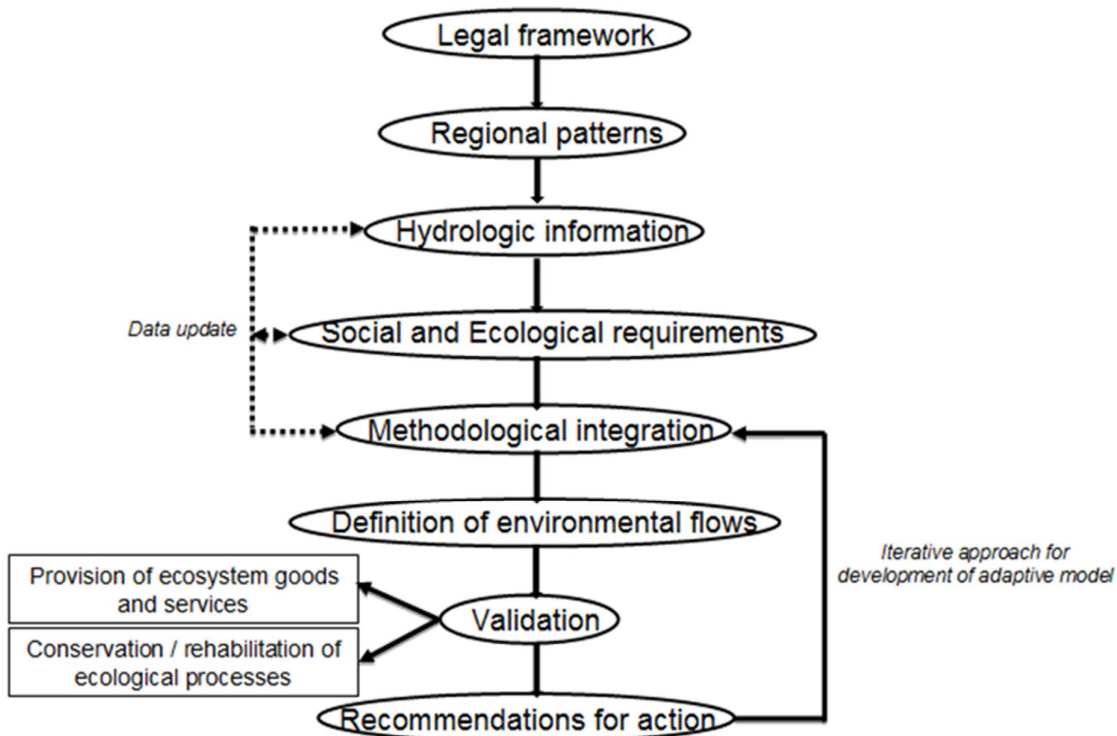 Legal framework
Regional patterns
Hydrologic information
Data update
Social and Ecological requirements
Methodological integration
Definition of environmental flows
Iterative approach for
development of adaptive model
Provision of ecosystem goods
and services
Validation
Conservation / rehabilitation of
ecological processes
Recommendations for action